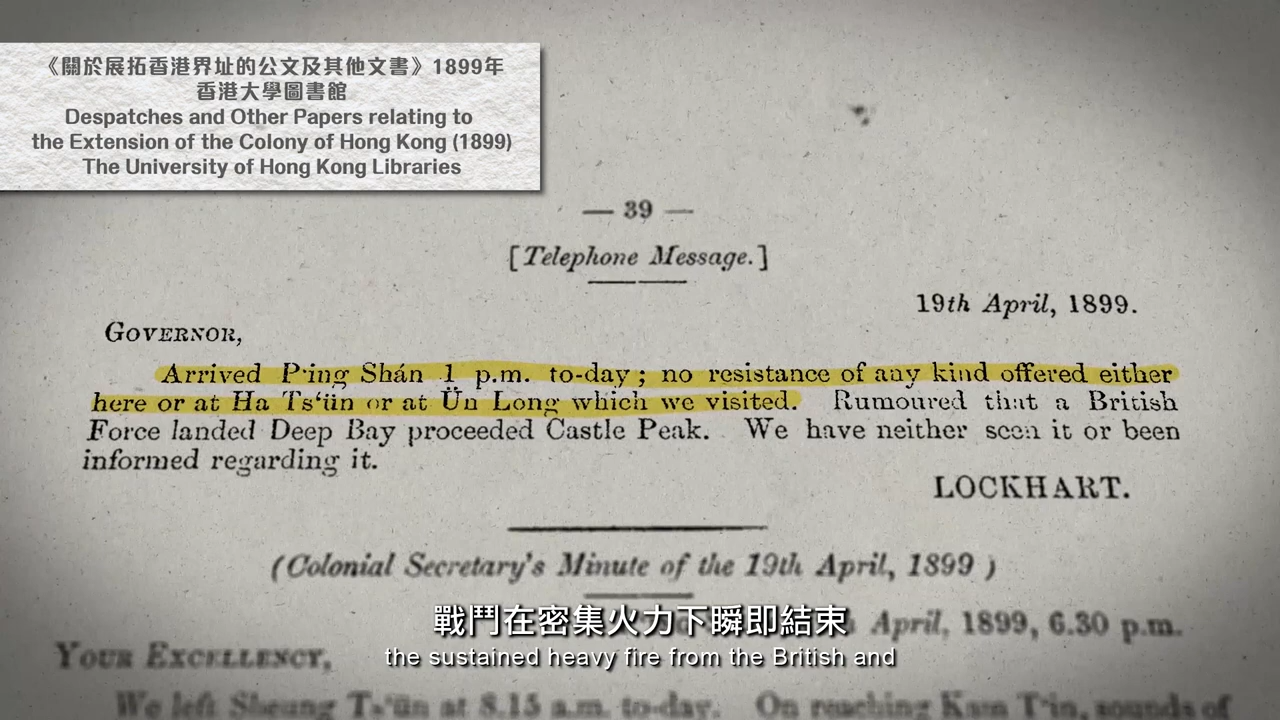 《關於展拓香港界址的公文及其他文書》1899年
香港大學圖書館
Despatches and Other Papers relating to
the Extension of the Colony of Hong Kong (1899)
The University of Hong Kong Libraries
— 39 —
[Telephone Message.]
19th April, 1899.
GOVERNOR,
Arrived P'ing Shán 1 p.m. to-day; no resistance of any kind offered either
here or at Ha Ts'ün or at Ün Long which we visited. Rumoured that a British
Force landed Deep Bay proceeded Castle Peak. We have neither seen it or been
informed regarding it.
LOCKHART.
(Colonial Secretary's Minute of the 19th April, 1899)
April, 1899, 6.30 p.m.
戰鬥在密集火力下瞬即結束
the sustained heavy fire from the British and
YOUR EXCELLENCY,
We left Sheung Ts'ün at 8.15 a.m. to-day. On reaching Kam T'in, sounds of